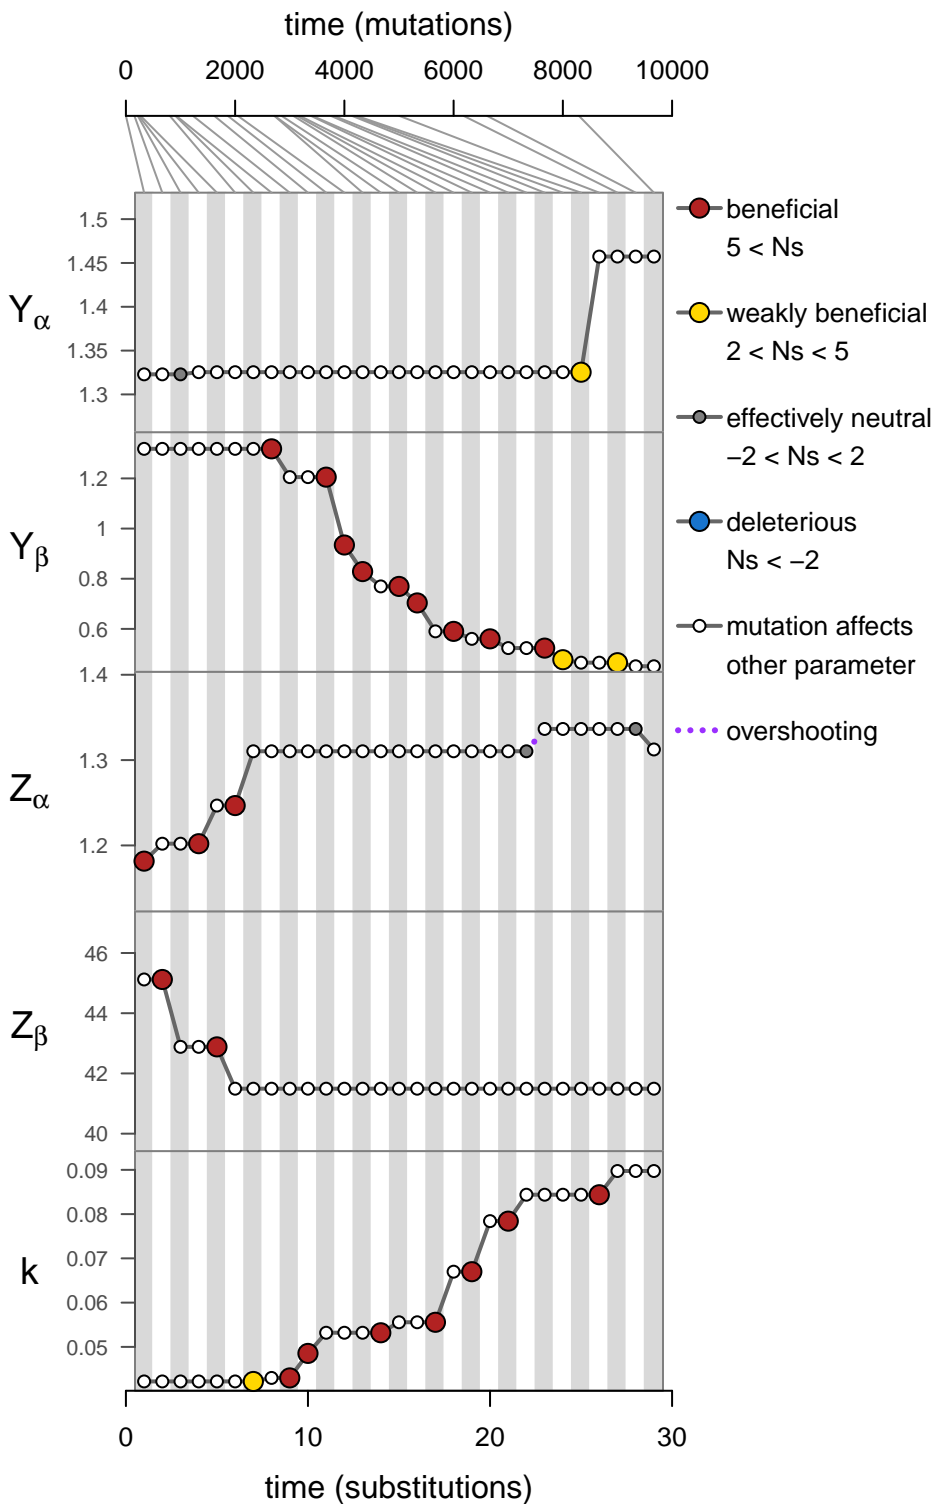 time (mutations)
0 2000 4000 6000 8000 10000
1.5
1.45
1.4
1.35
1.3
Yα
1.2
1
0.8
0.6
Yβ
1.4
1.3
1.2
Zα
46
44
42
40
Zβ
0.09
0.08
0.07
0.06
0.05
k
0 10 20 30
time (substitutions)
beneficial
5 < Ns
weakly beneficial
2 < Ns < 5
effectively neutral
−2 < Ns < 2
deleterious
Ns < −2
mutation affects
other parameter
overshooting